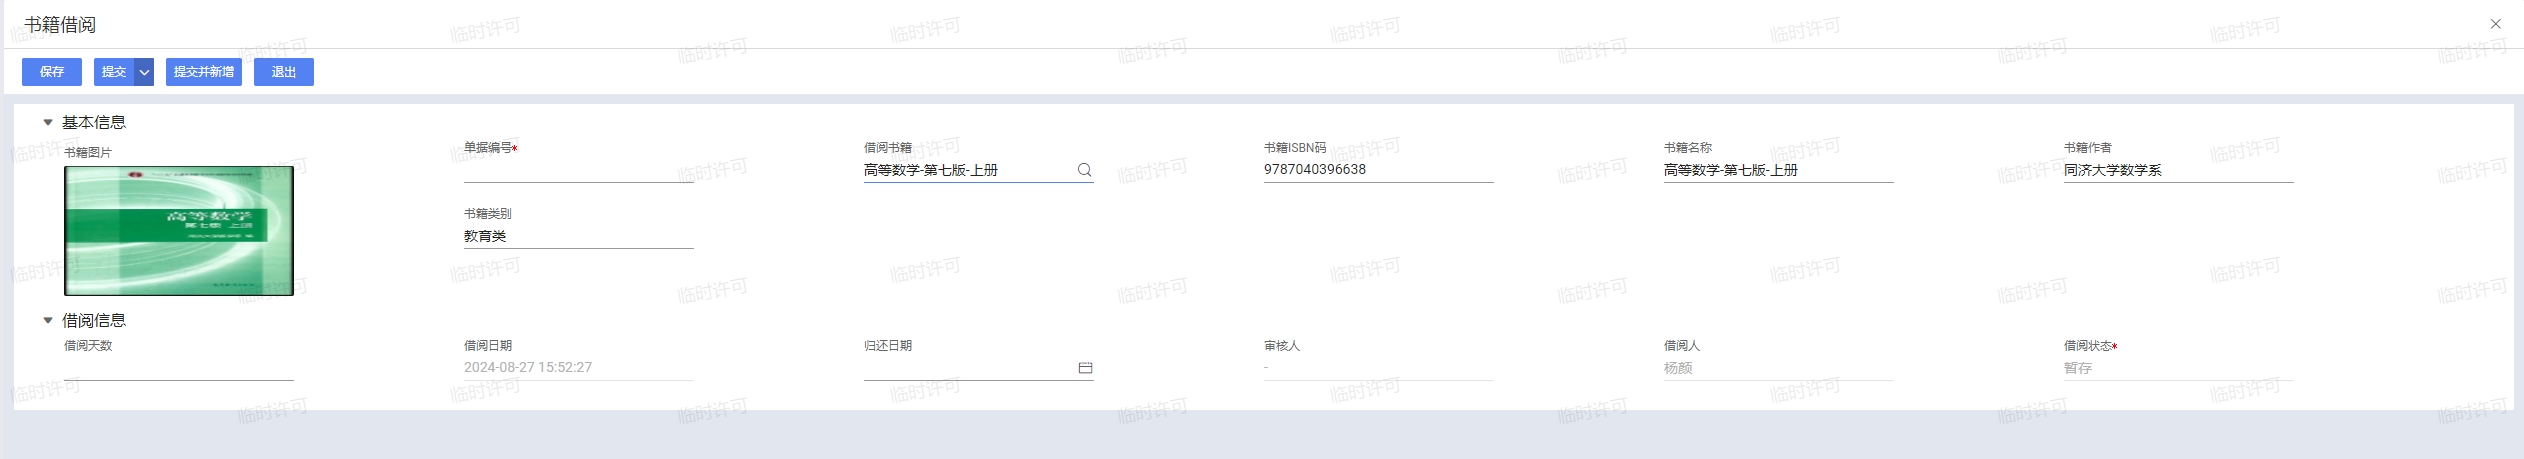 书籍借阅
保存 提交 提交并新增 退出
基本信息
书籍图片
高等数学
第七版 上册
单据编号*
借阅书籍
高等数学-第七版-上册
书籍ISBN码
9787040396638
书籍名称
高等数学-第七版-上册
书籍作者
同济大学数学系
书籍类别
教育类
借阅信息
借阅天数
借阅日期
2024-08-27 15:52:27
归还日期
审核人
-
借阅人
杨颜
借阅状态*
暂存
临时许可